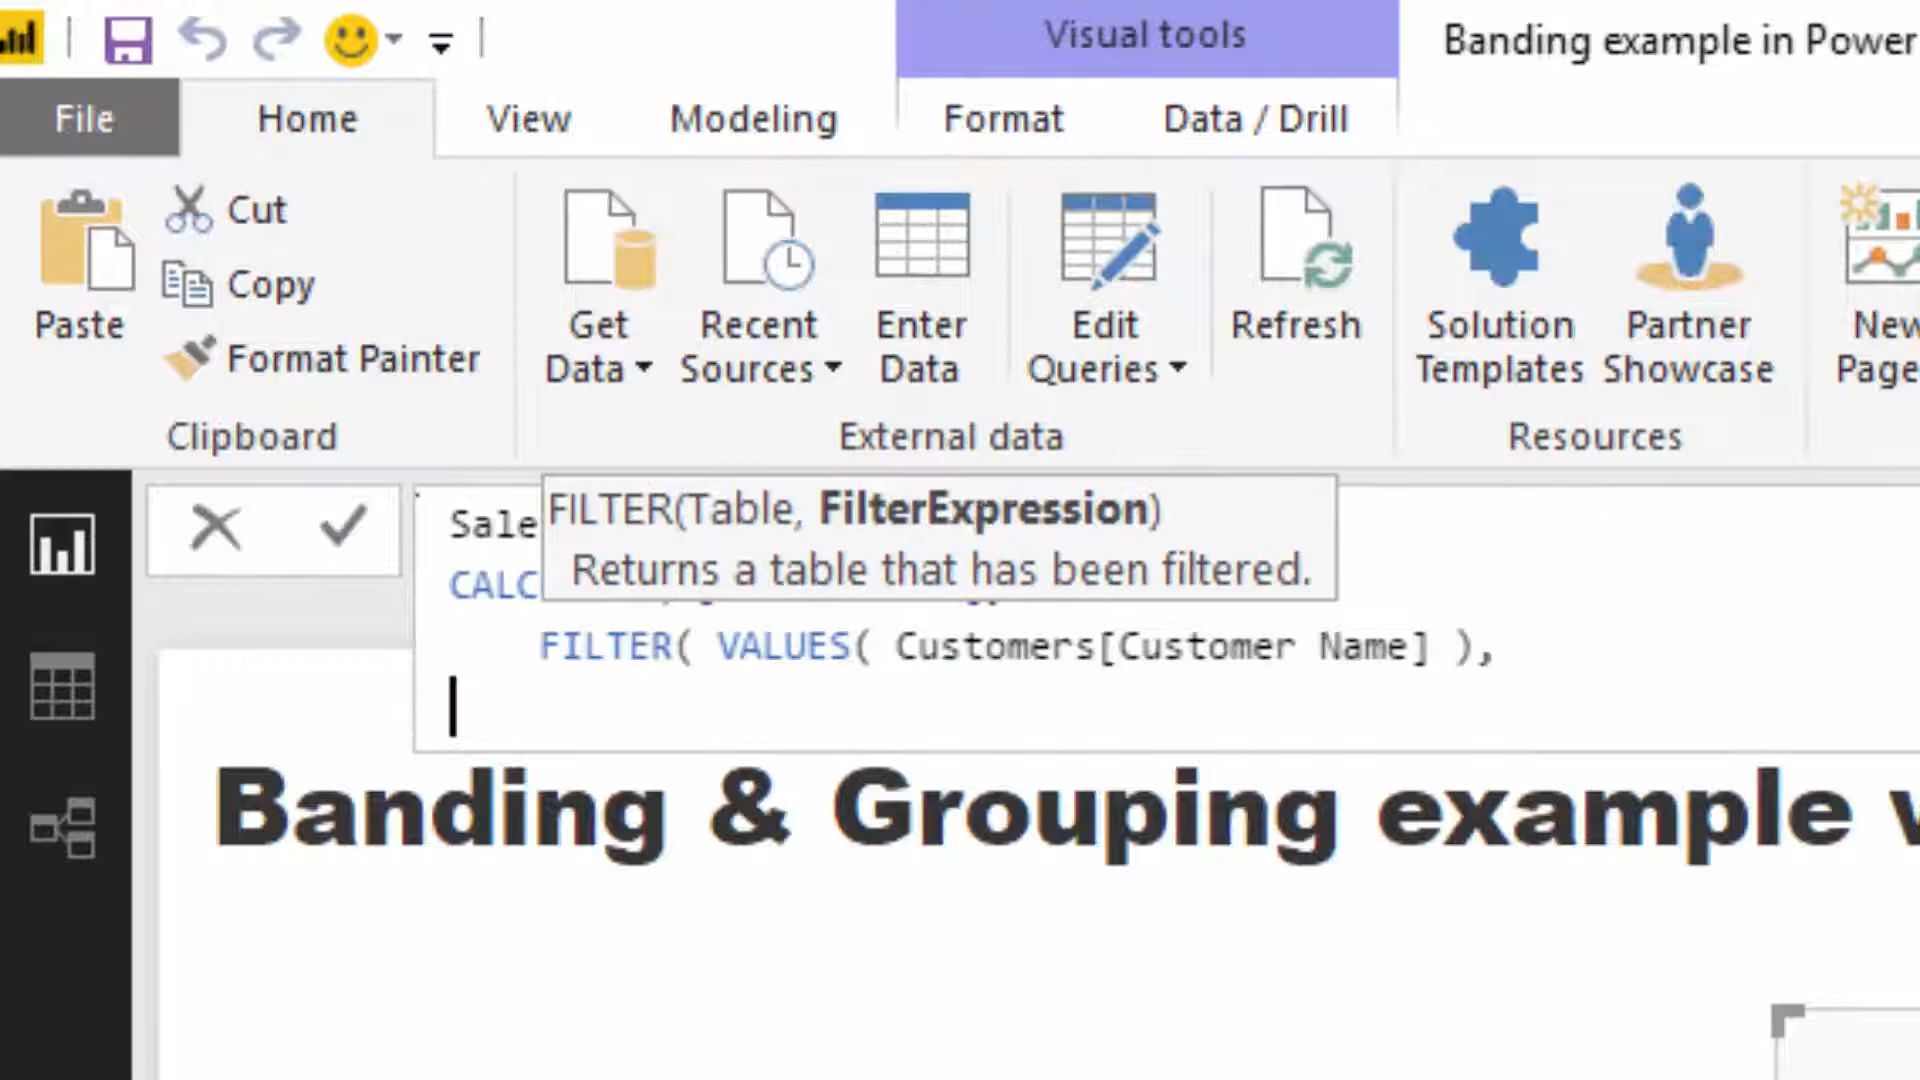 Visual tools
Banding example in Power
File
Home
View
Modeling
Format
Data / Drill
Paste
Cut
Copy
Format Painter
Clipboard
Get Data
Recent Sources
Enter Data
Edit Queries
Refresh
External data
Solution Templates
Partner Showcase
Resources
New Page
Sale
FILTER(Table, FilterExpression)
Returns a table that has been filtered.
CALC
FILTER( VALUES( Customers[Customer Name] ),
Banding & Grouping example